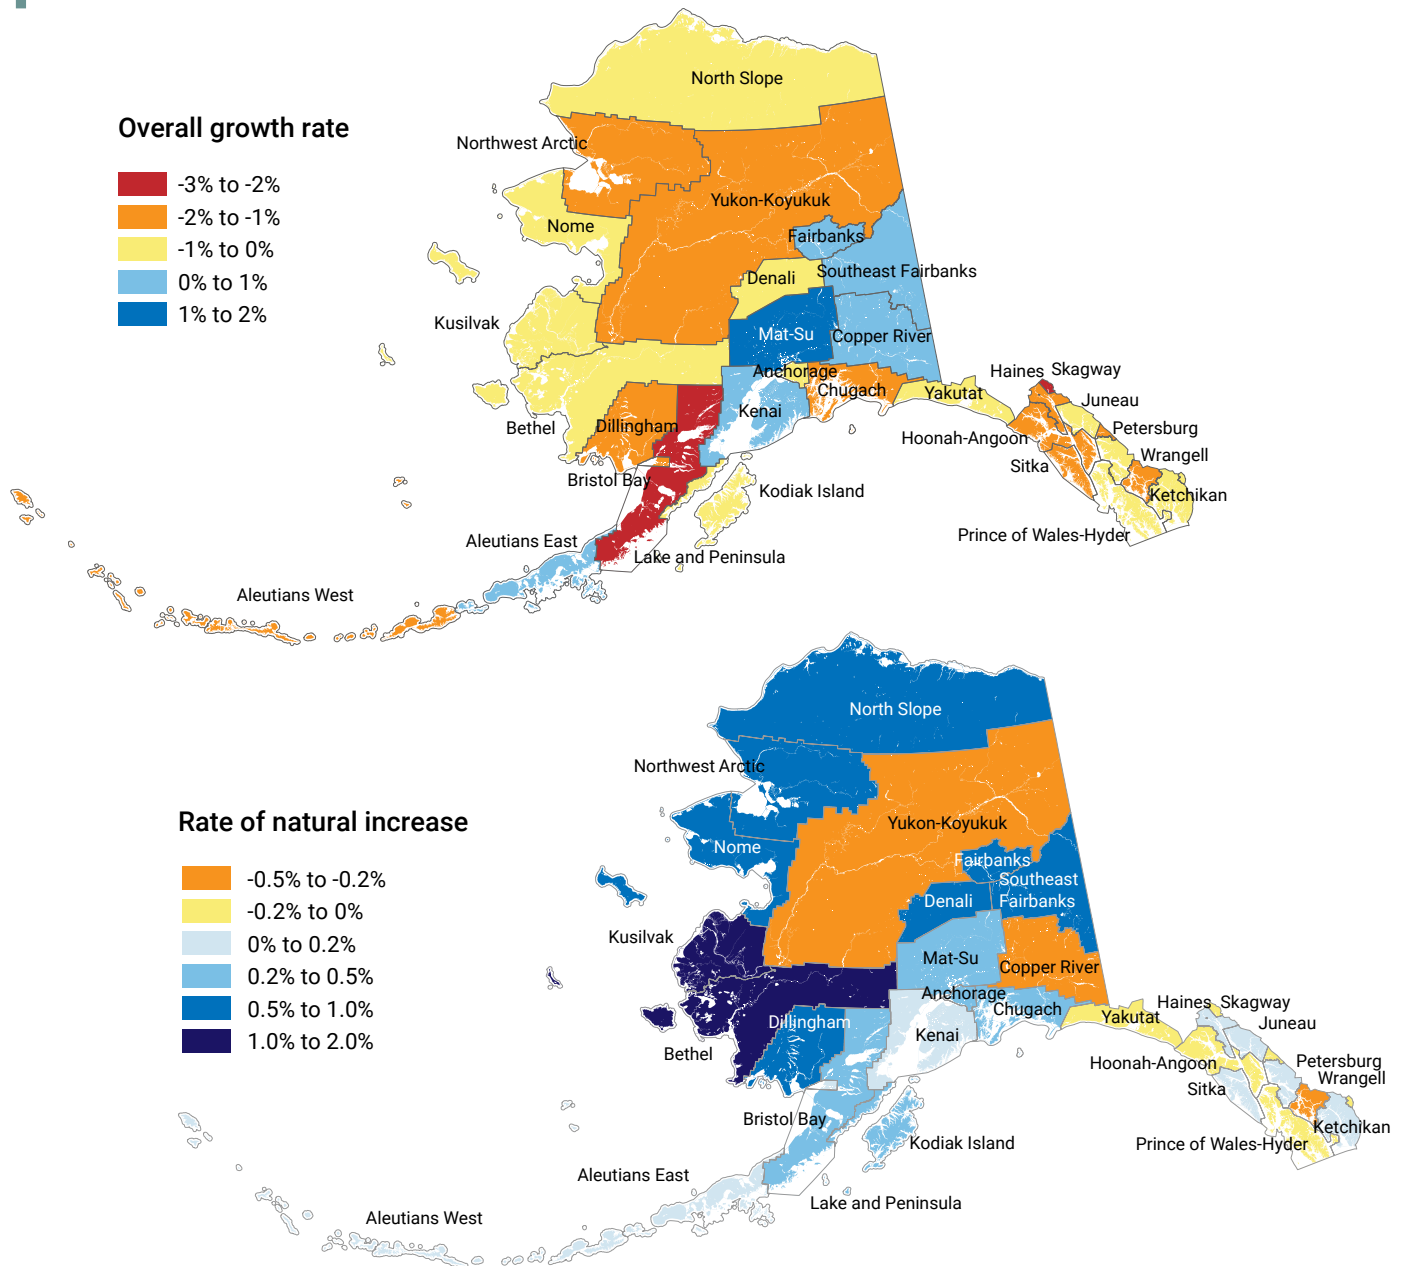 North Slope
Overall growth rate
Northwest Arctic
-3% to -2%
-2% to -1%
-1% to 0%
0% to 1%
1% to 2%
Yukon-Koyukuk
Nome
Fairbanks
Southeast Fairbanks
Denali
Kusilvak
Mat-Su
Copper River
Anchorage
Haines
Skagway
Chugach
Yakutat
Juneau
Kenai
Bethel
Dillingham
Petersburg
Hoonah-Angoon
Wrangell
Sitka
Bristol Bay
Kodiak Island
Ketchikan
Prince of Wales-Hyder
Aleutians East
Lake and Peninsula
Aleutians West
North Slope
Northwest Arctic
Rate of natural increase
Yukon-Koyukuk
Nome
Fairbanks
Southeast
Fairbanks
-0.5% to -0.2%
-0.2% to 0%
0% to 0.2%
0.2% to 0.5%
0.5% to 1.0%
1.0% to 2.0%
Denali
Kusilvak
Mat-Su
Copper River
Anchorage
Haines
Skagway
Chugach
Yakutat
Juneau
Dillingham
Kenai
Bethel
Hoonah-Angoon
Petersburg
Wrangell
Sitka
Bristol Bay
Ketchikan
Kodiak Island
Prince of Wales-Hyder
Aleutians East
Lake and Peninsula
Aleutians West